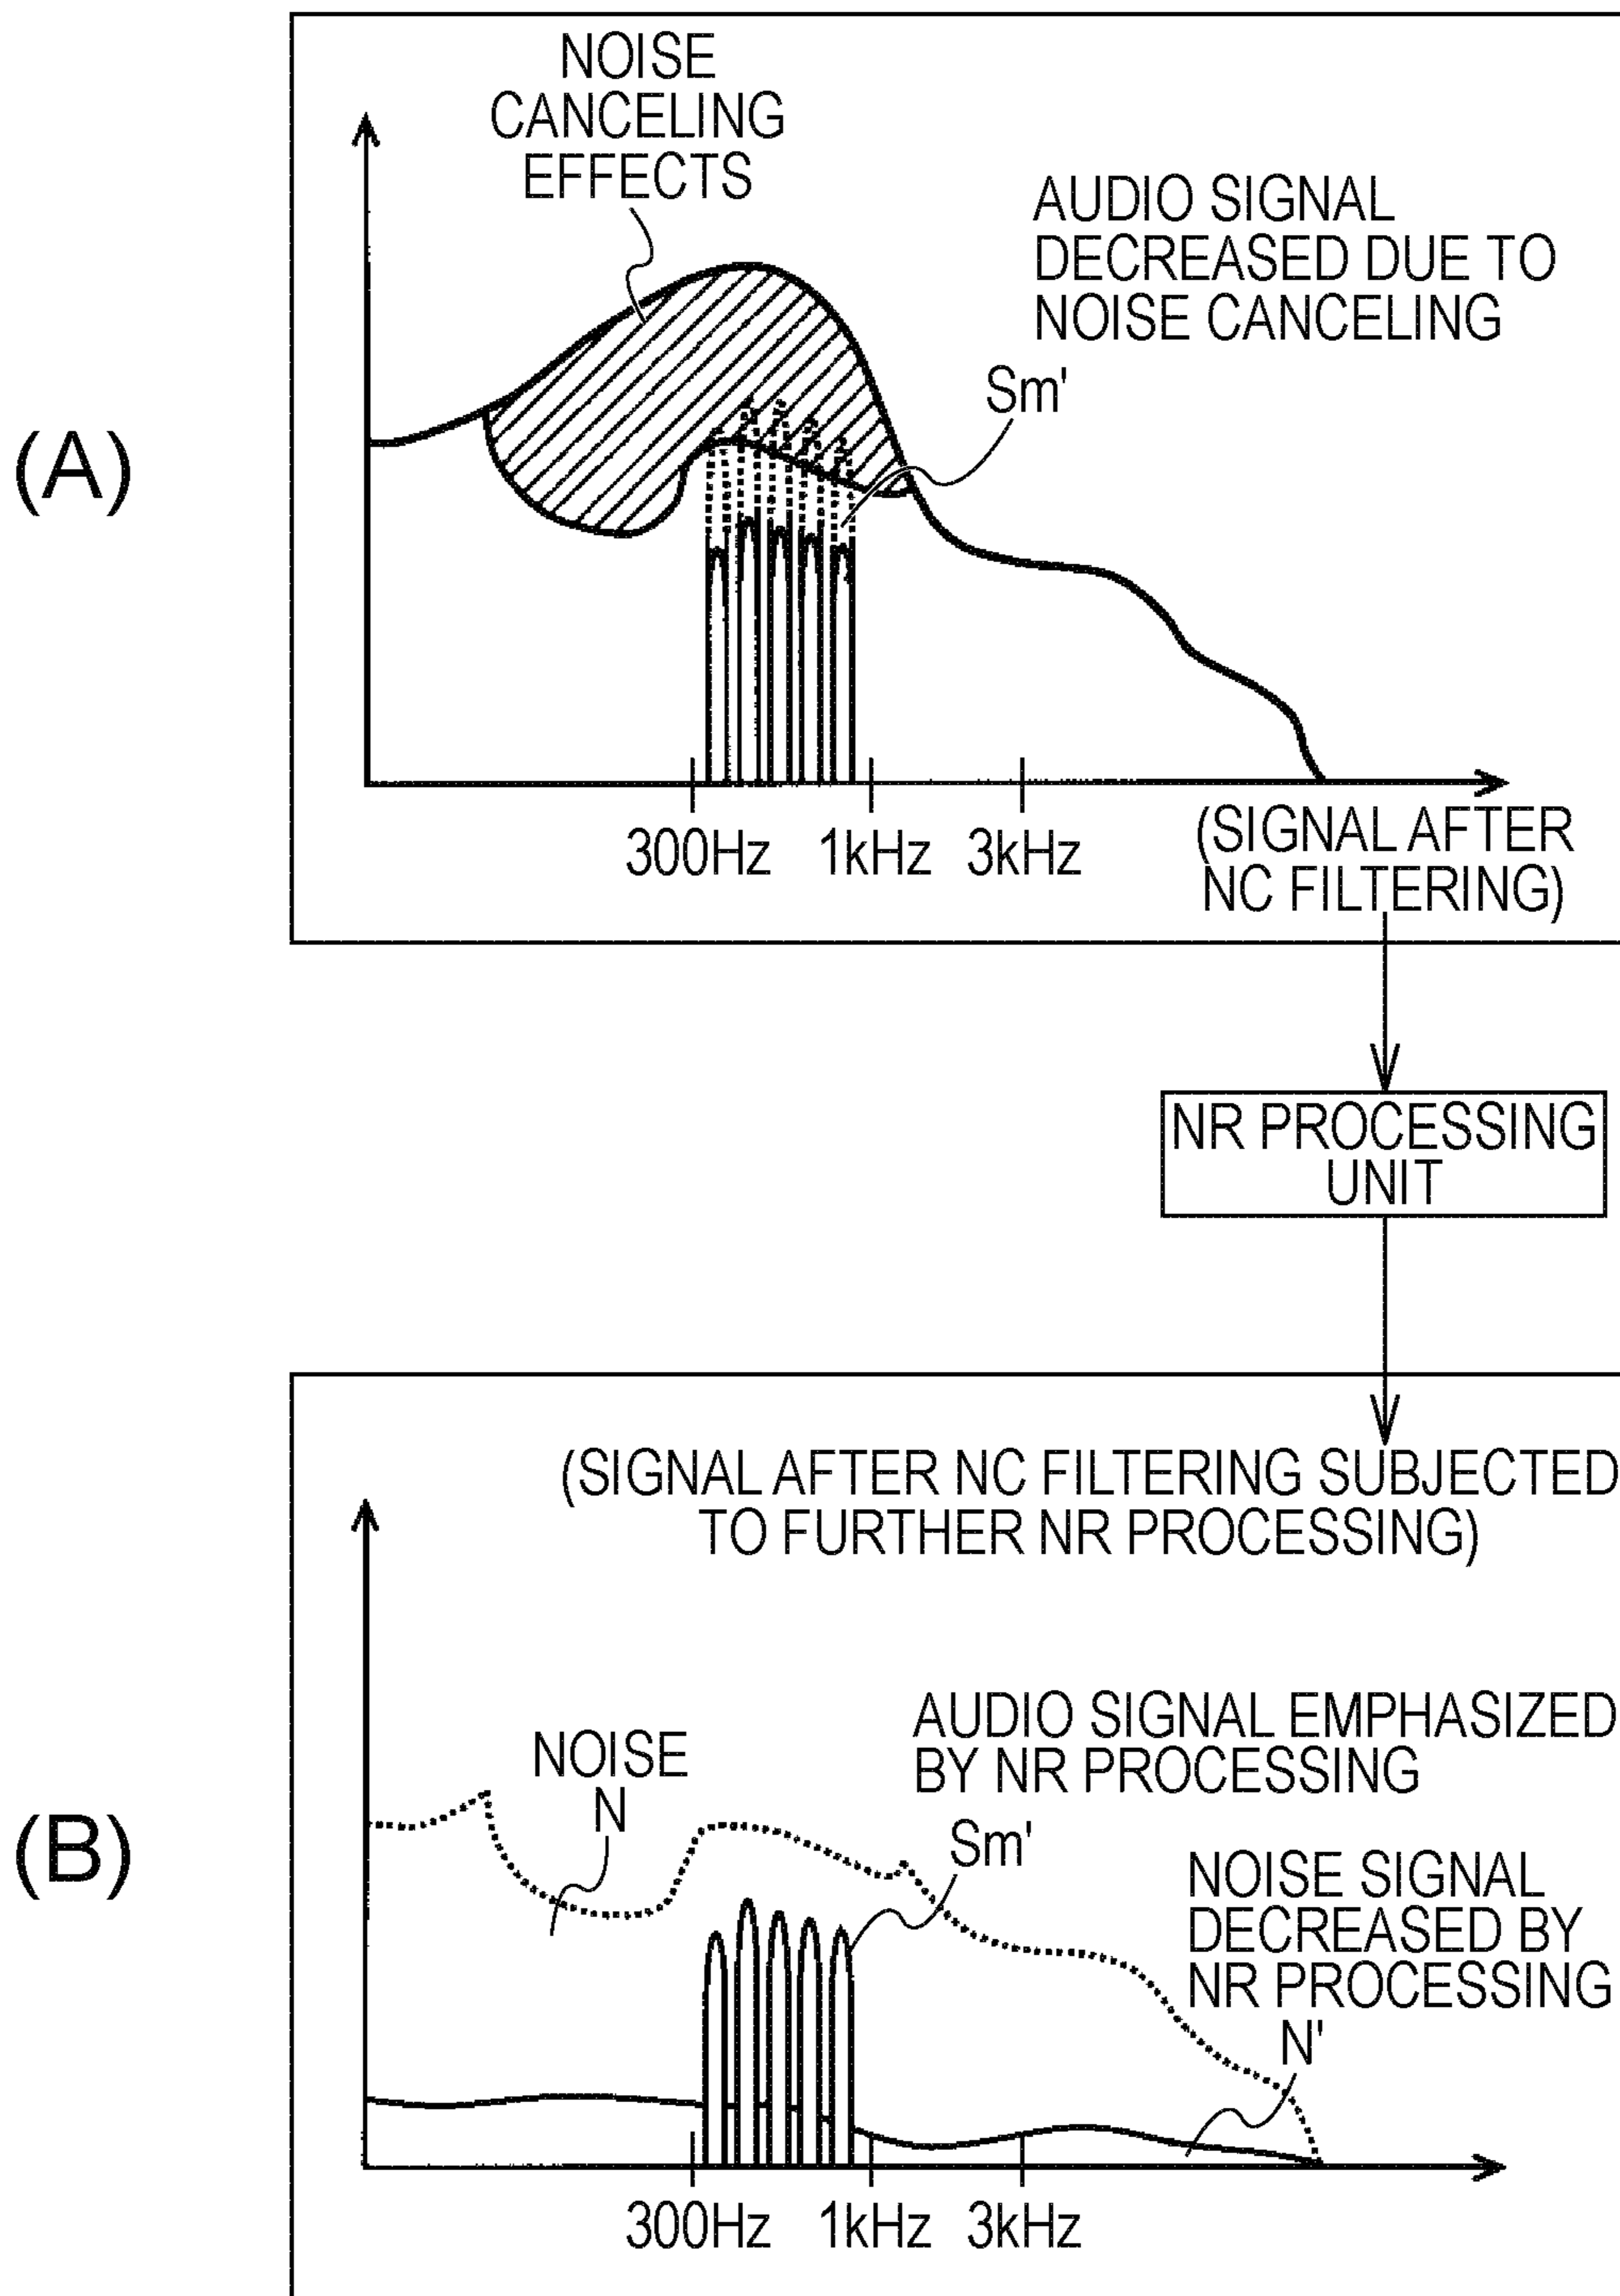 (A)
NOISE
CANCELING
EFFECTS
AUDIO SIGNAL
DECREASED DUE TO
NOISE CANCELING
Sm'
300Hz 1kHz 3kHz
(SIGNAL AFTER
NC FILTERING)
NR PROCESSING
UNIT
(B)
(SIGNAL AFTER NC FILTERING SUBJECTED
TO FURTHER NR PROCESSING)
NOISE
N
AUDIO SIGNAL EMPHASIZED
BY NR PROCESSING
Sm'
NOISE SIGNAL
DECREASED BY
NR PROCESSING
N'
300Hz 1kHz 3kHz